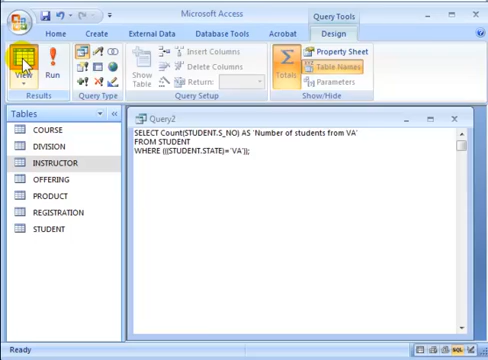 Microsoft Access
Query Tools
Home
Create
External Data
Database Tools
Acrobat
Design
View
Run
Results
Query Type
Show Table
Insert Columns
Delete Columns
Return:
Query Setup
Σ
Totals
Property Sheet
Table Names
Parameters
Show/Hide
Tables
COURSE
DIVISION
INSTRUCTOR
OFFERING
PRODUCT
REGISTRATION
STUDENT
Query2
SELECT Count(STUDENT.S_NO) AS 'Number of students from VA'
FROM STUDENT
WHERE (((STUDENT.STATE)='VA'));
Ready
SQL